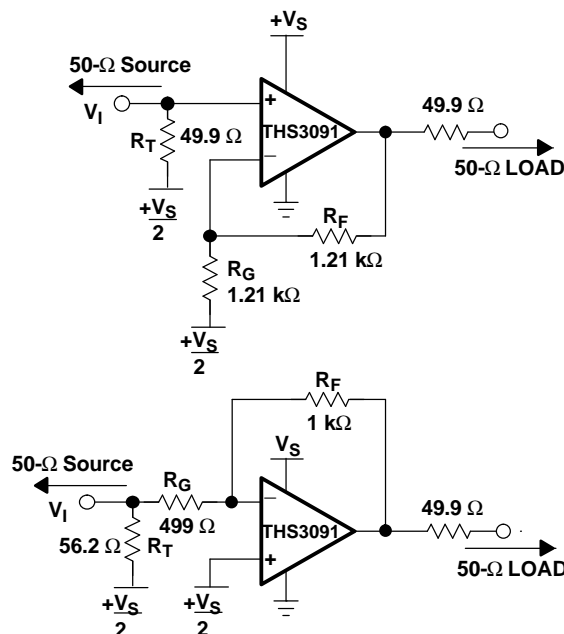 +VS
50-Ω Source
VI
+
THS3091
−
49.9 Ω
RT
49.9 Ω
50-Ω LOAD
+VS
2
RF
1.21 kΩ
RG
1.21 kΩ
+VS
2
RF
1 kΩ
VS
50-Ω Source
RG
VI
499 Ω
−
THS3091
+
49.9 Ω
56.2 Ω
RT
50-Ω LOAD
+VS
2
+VS
2